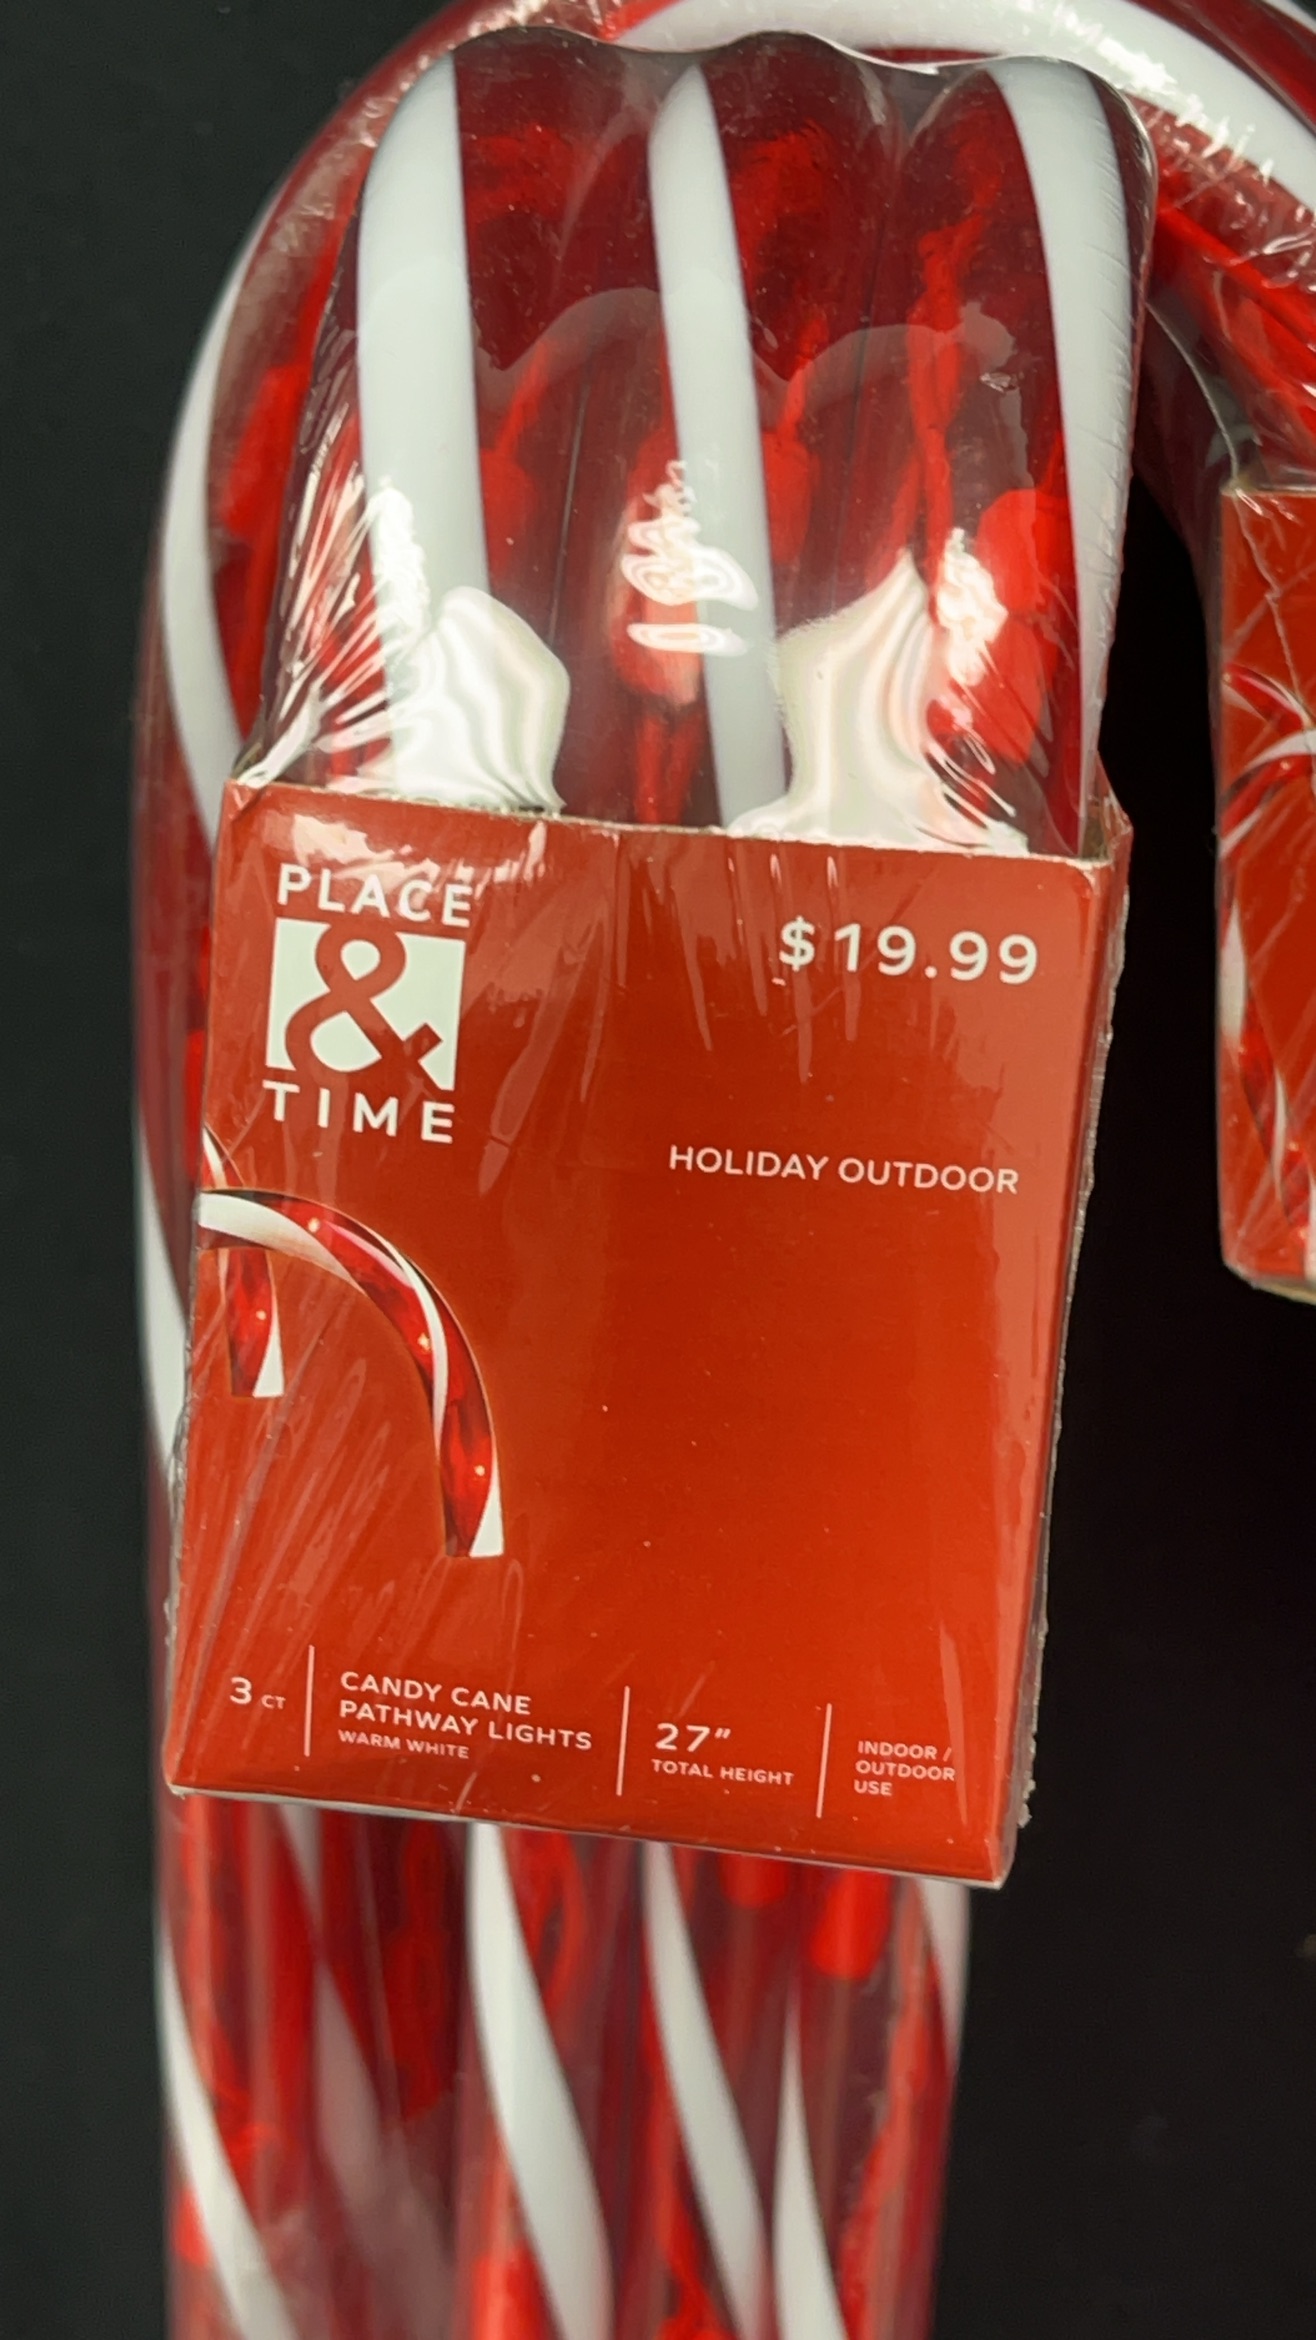 PLACE
&
TIME
$19.99
HOLIDAY OUTDOOR
3 CT
CANDY CANE
PATHWAY LIGHTS
WARM WHITE
27"
TOTAL HEIGHT
INDOOR /
OUTDOOR
USE